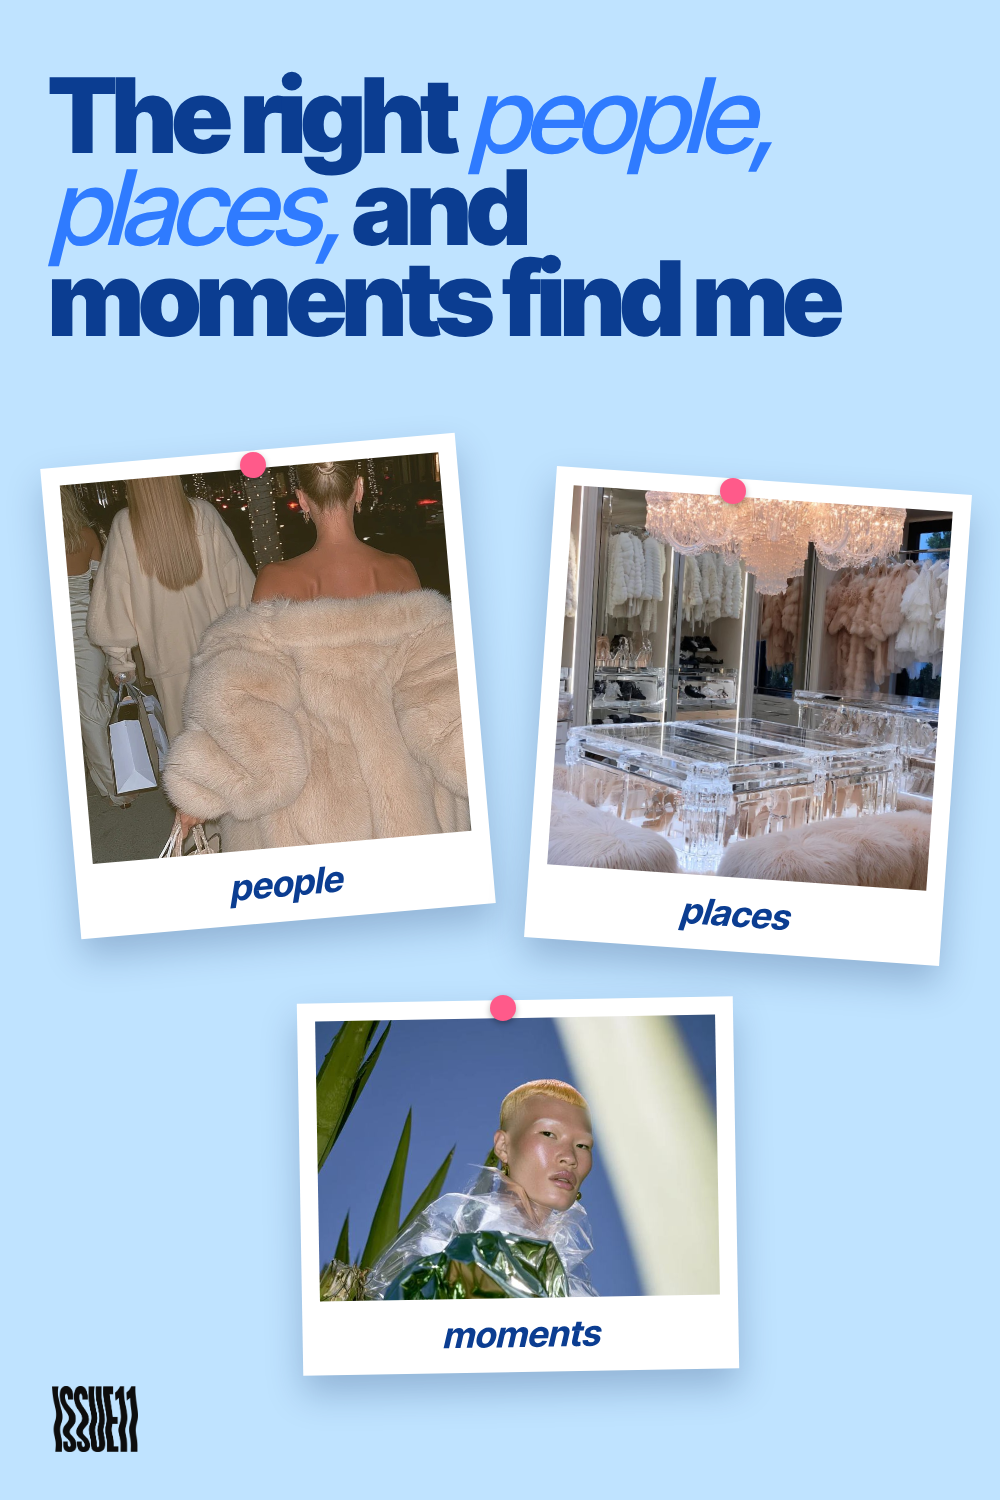 The right people,
places, and
moments find me
people
places
moments
ISSUE11